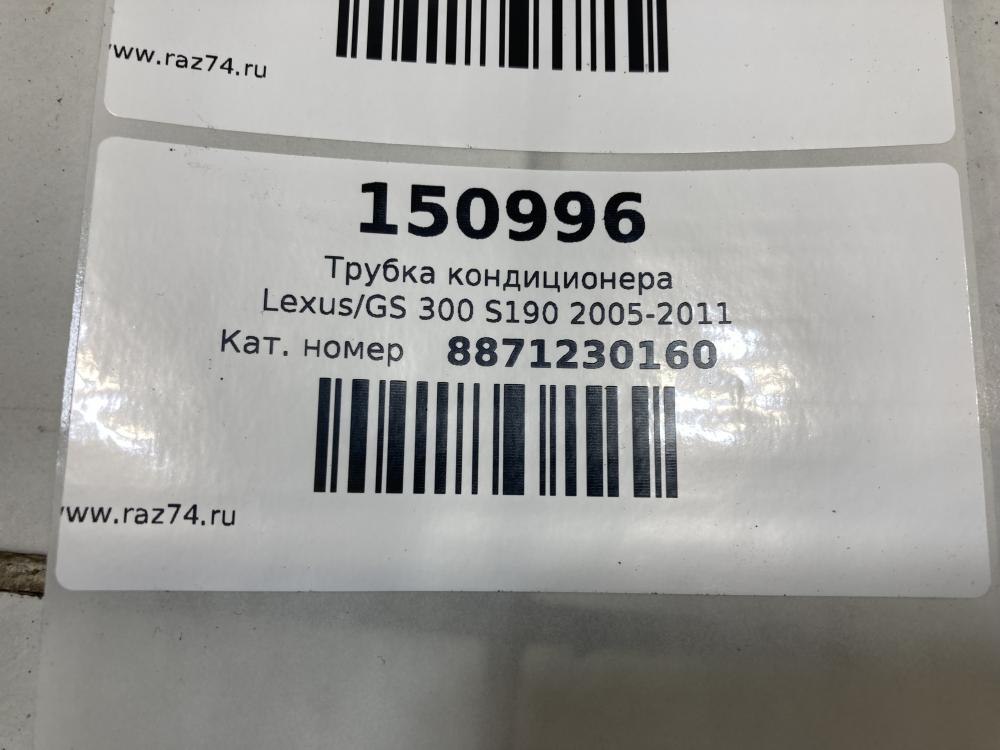 www.raz74.ru
150996
Трубка кондиционера
Lexus/GS 300 S190 2005-2011
Кат. номер 8871230160
www.raz74.ru